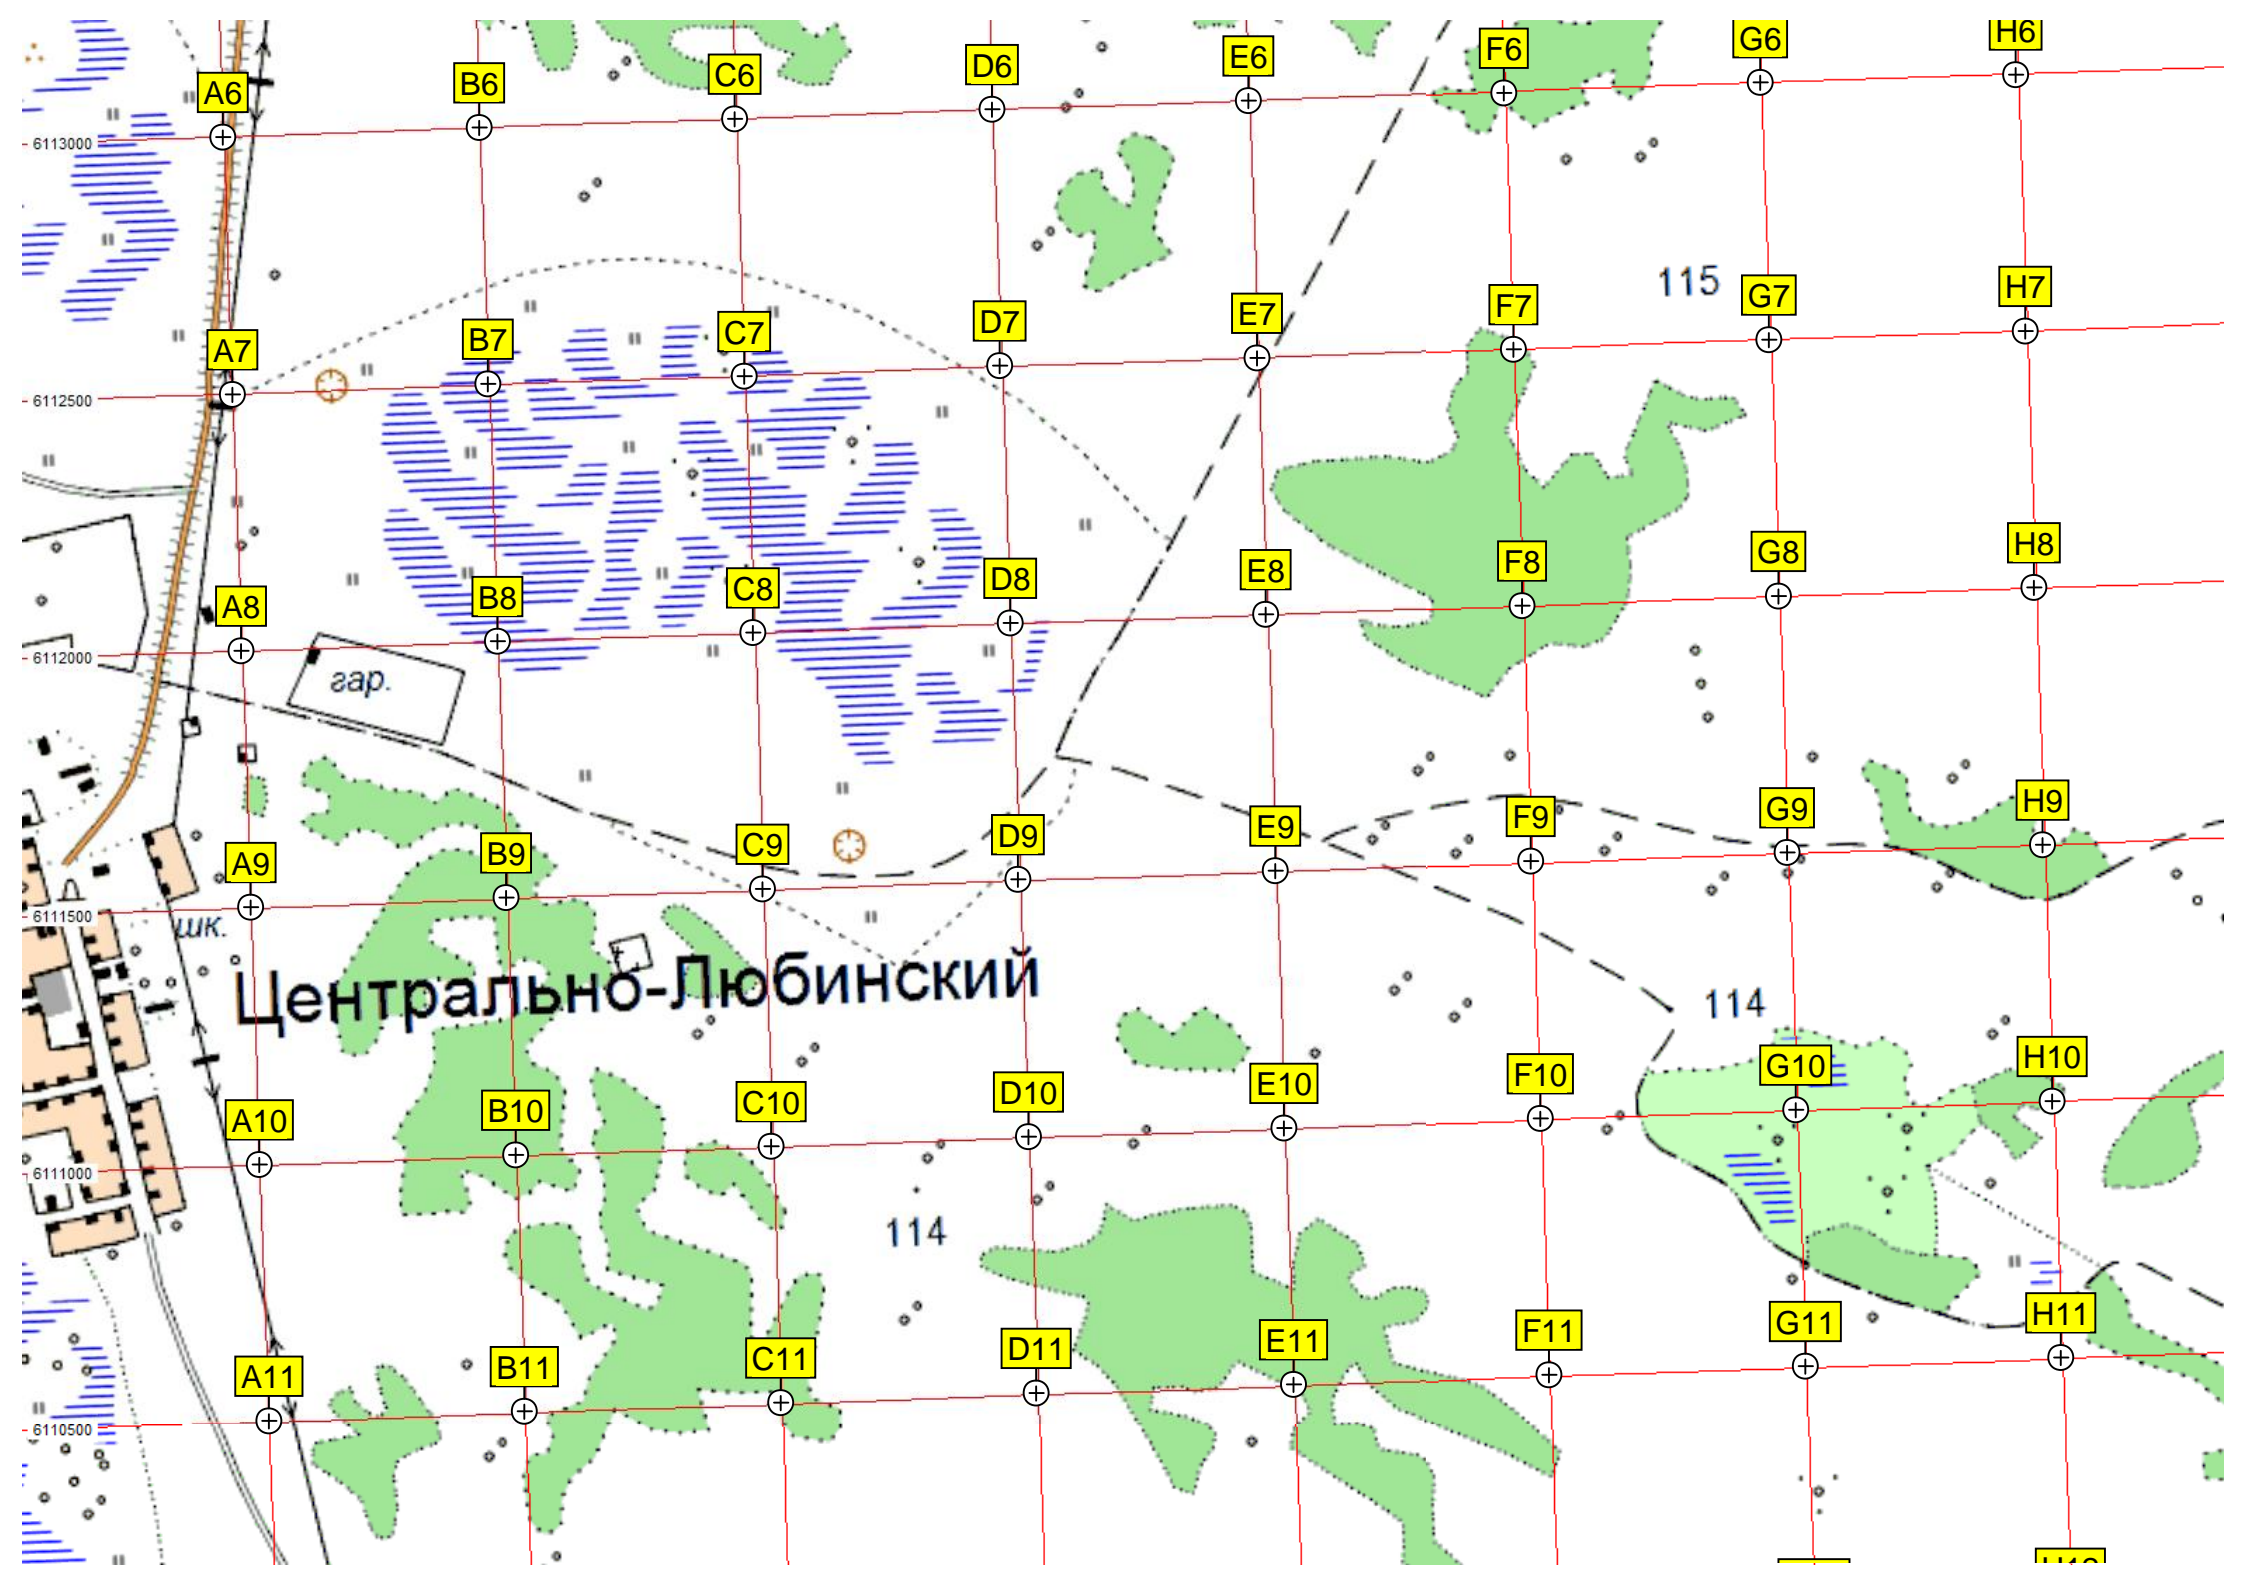 A6 B6 C6 D6 E6 F6 G6 H6
6113000
115
A7 B7 C7 D7 E7 F7 G7 H7
6112500
A8 B8 C8 D8 E8 F8 G8 H8
6112000
гар.
A9 B9 C9 D9 E9 F9 G9 H9
6111500
шк.
Центрально-Любинский
114
A10 B10 C10 D10 E10 F10 G10 H10
6111000
114
A11 B11 C11 D11 E11 F11 G11 H11
6110500